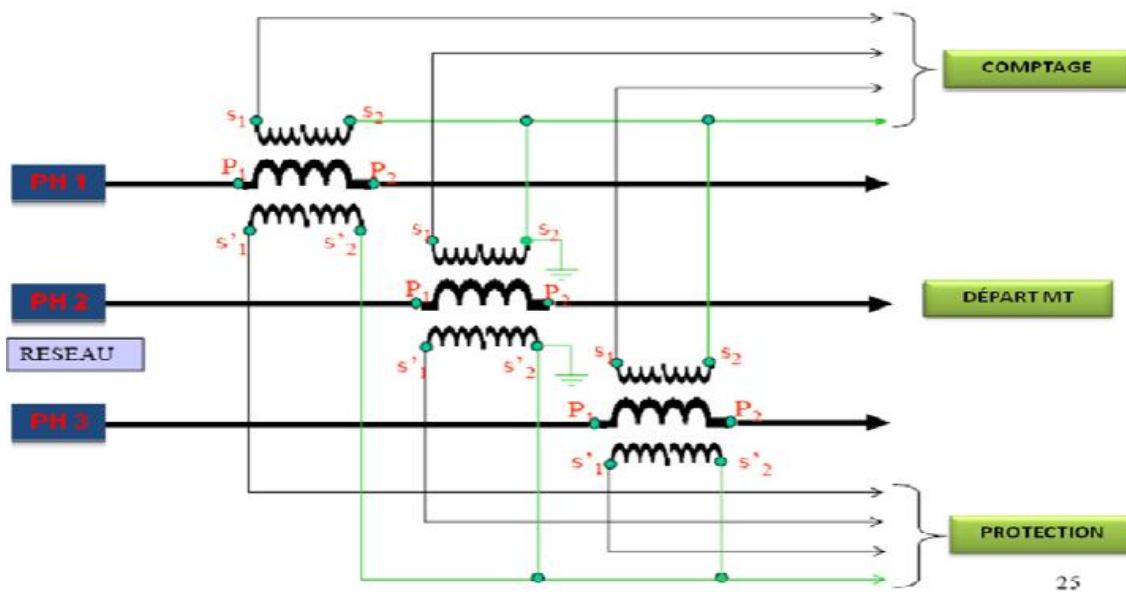 COMPTAGE
s1 s2
PH 1 P1 P2
s'1 s'2
s1 s2
PH 2 P1 P2 DÉPART MT
RESEAU
s'1 s'2
s1 s2
PH 3 P1 P2
s'1 s'2
PROTECTION
25